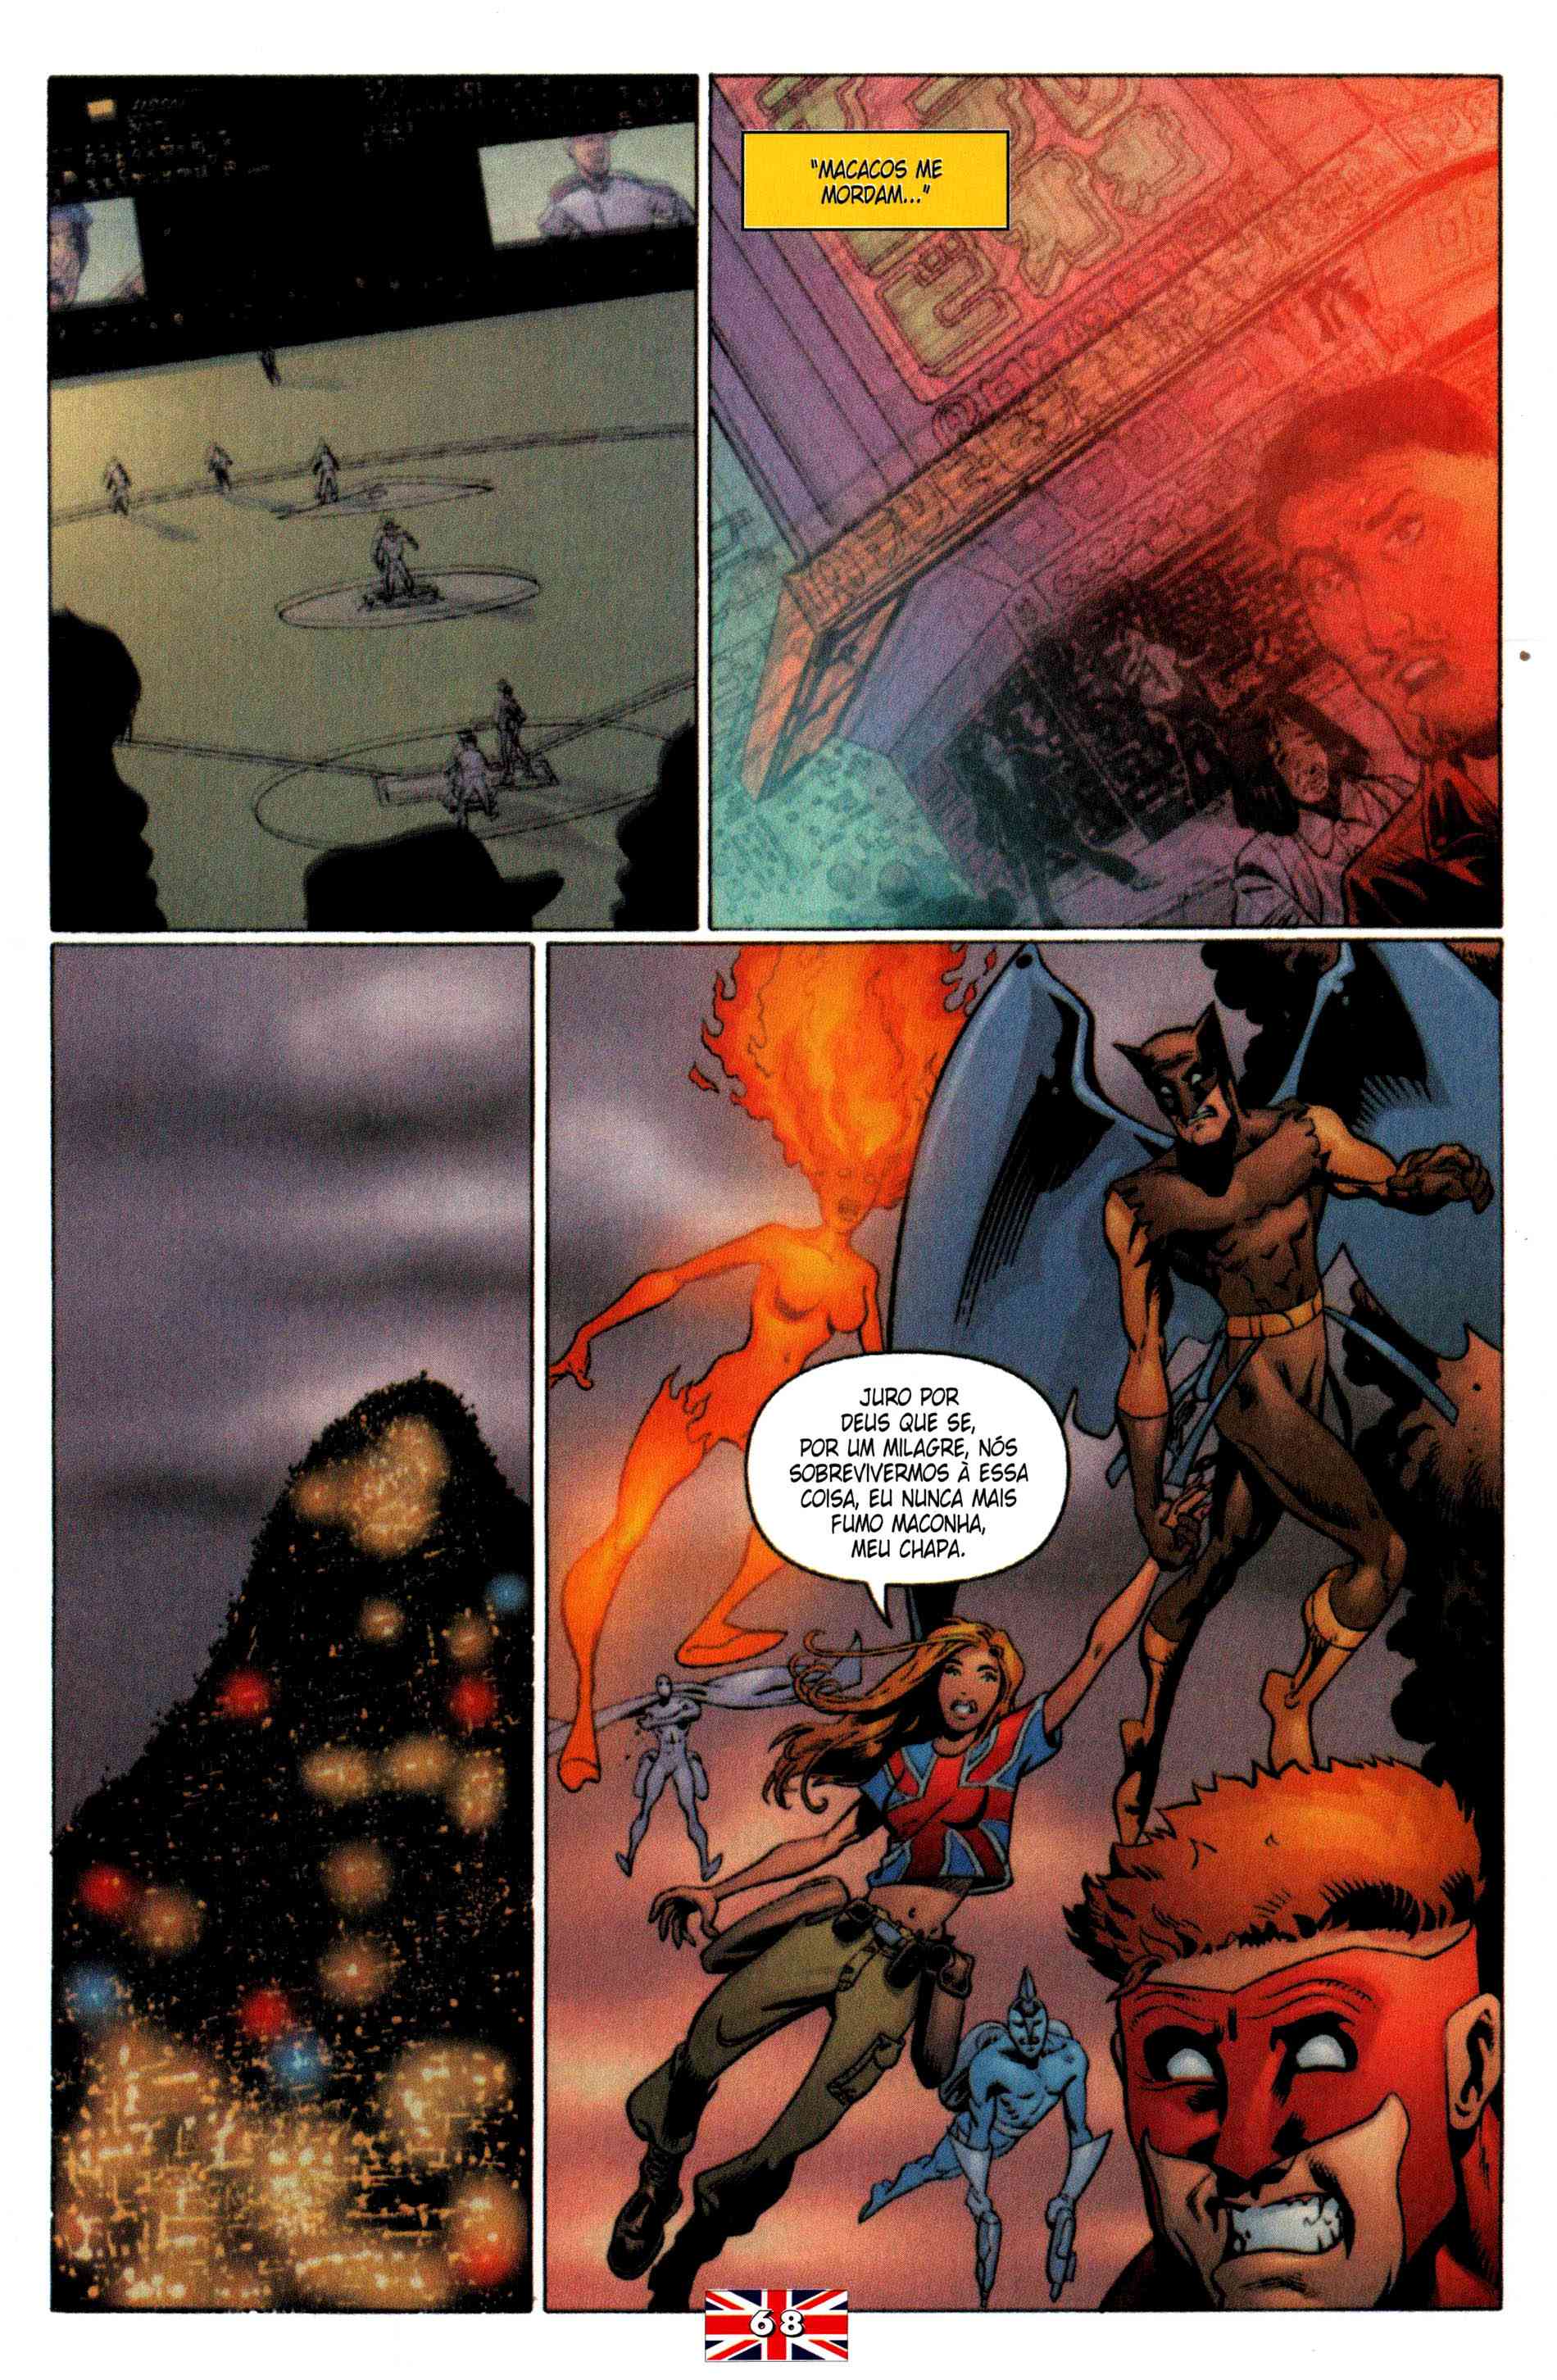 "MACACOS ME
MORDAM..."
JURO POR
DEUS QUE SE,
POR UM MILAGRE, NÓS
SOBREVIVERMOS À ESSA
COISA, EU NUNCA MAIS
FUMO MACONHA,
MEU CHAPA.
68